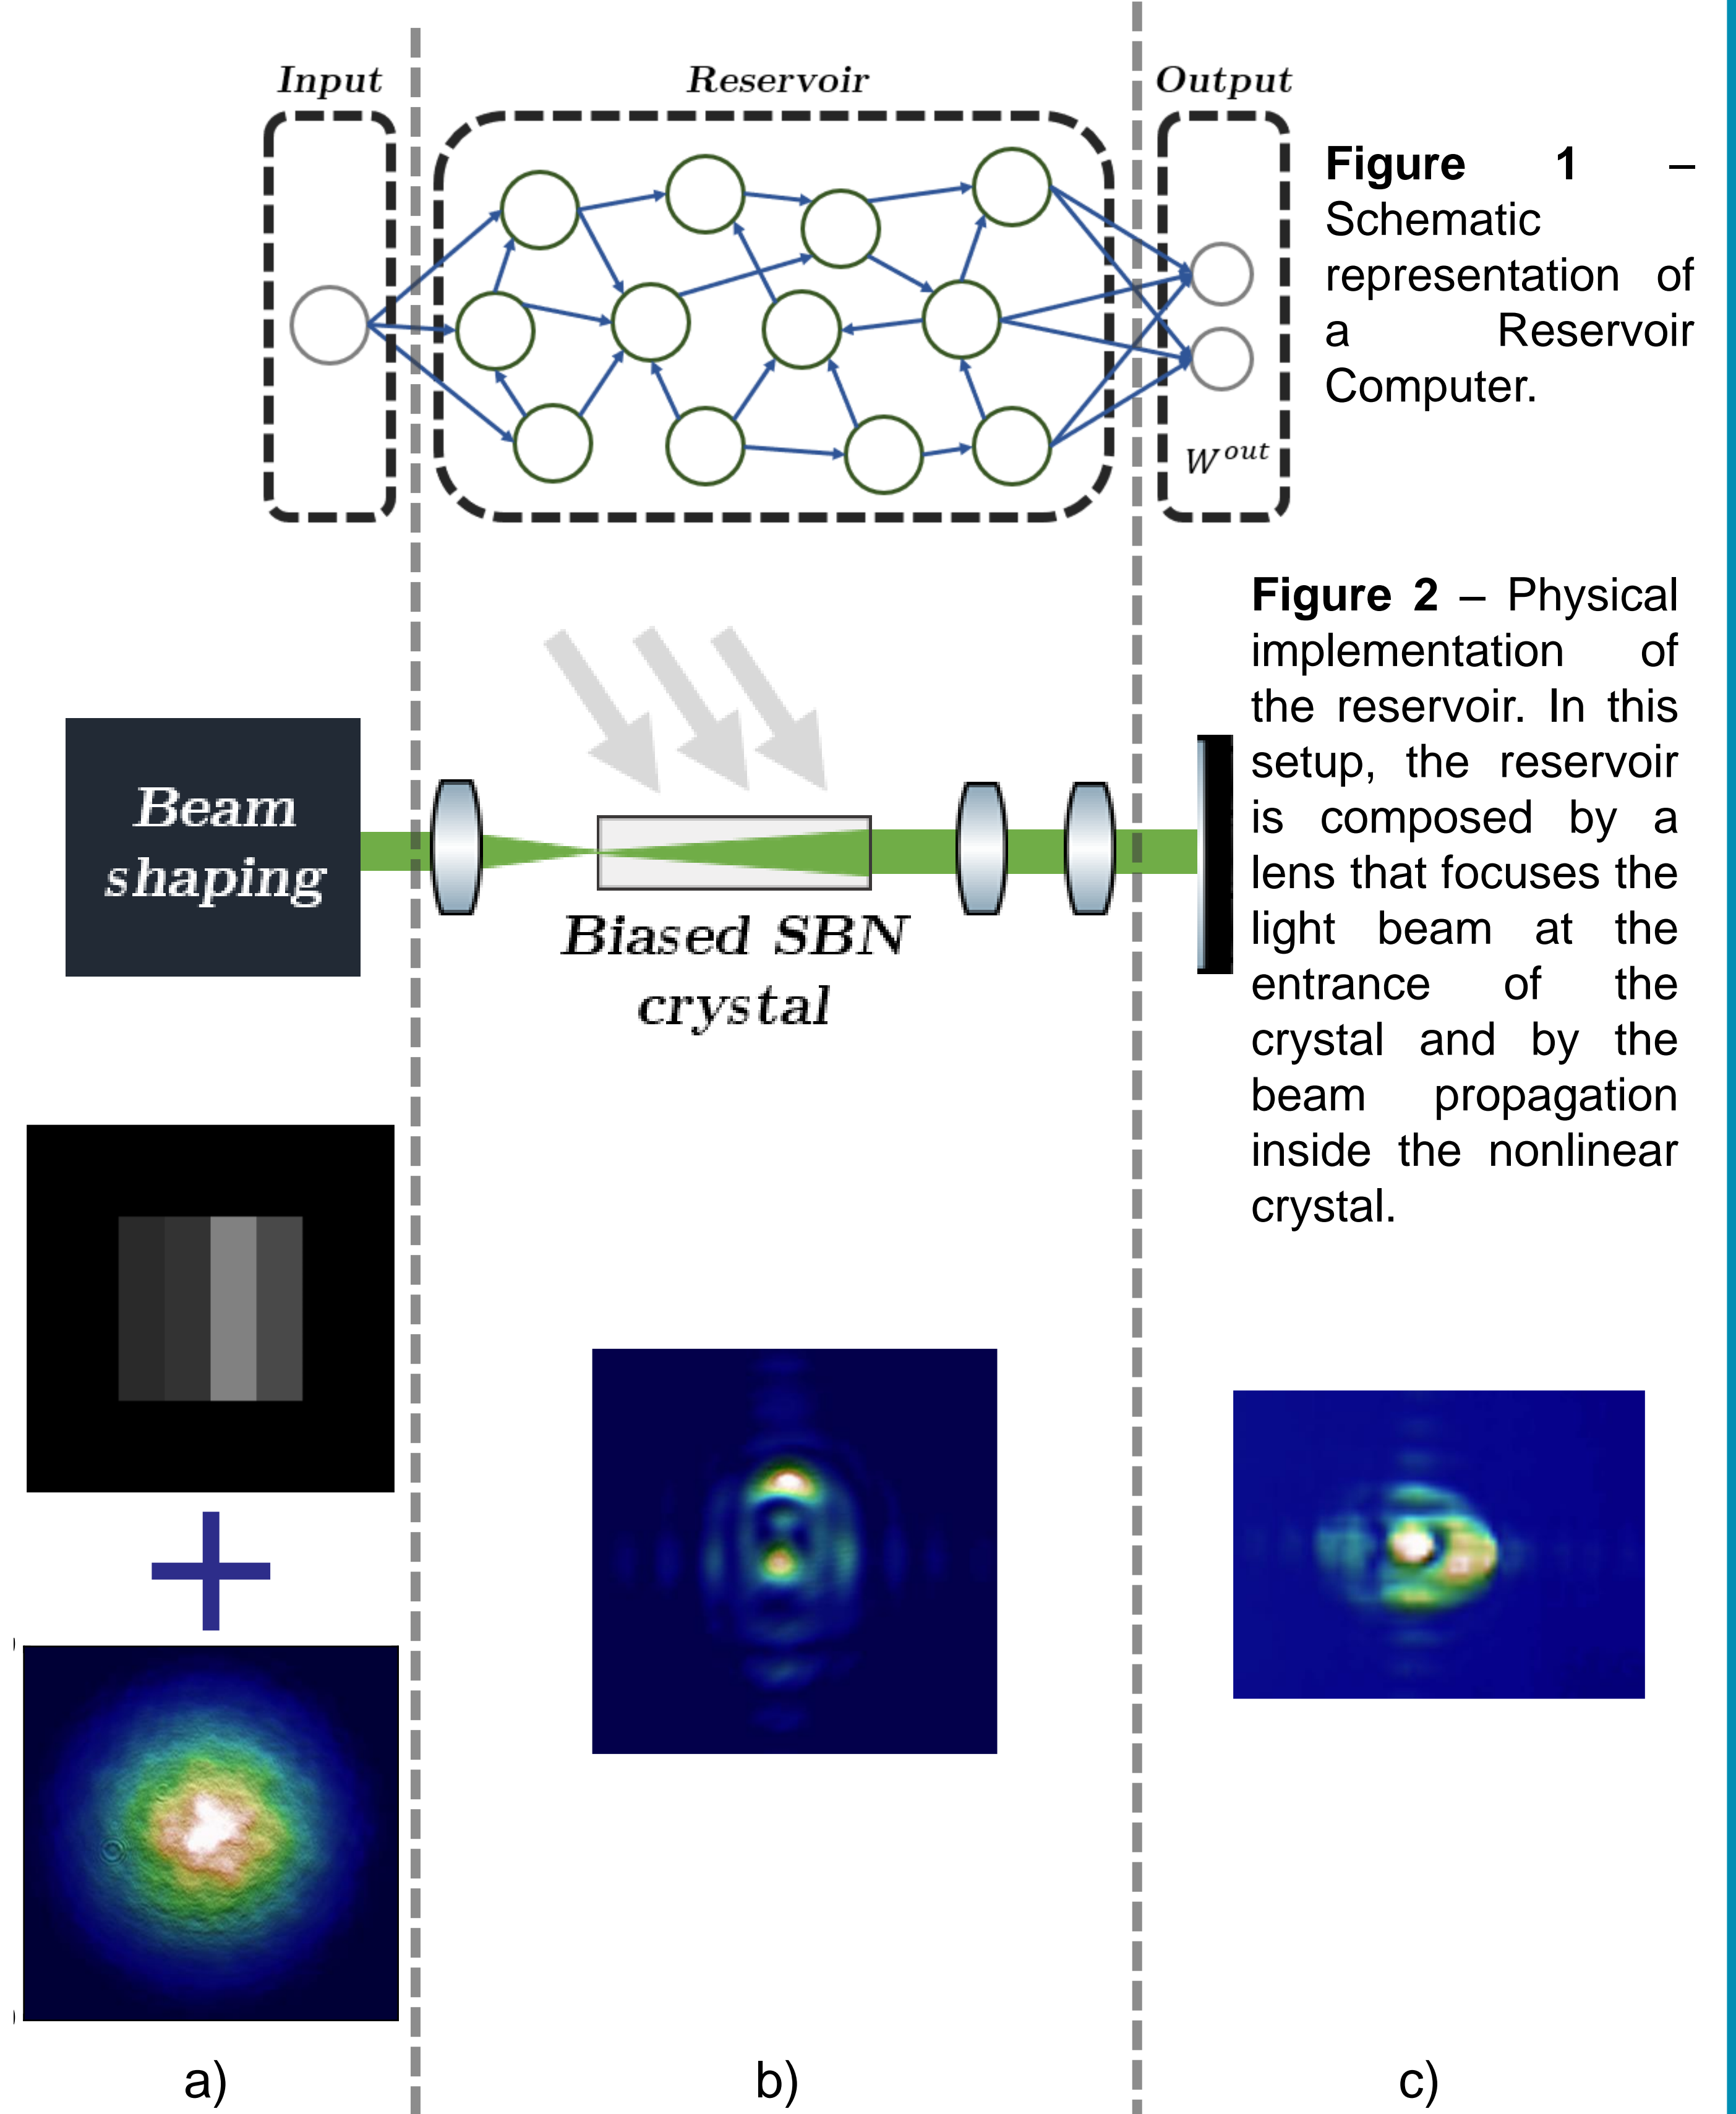 Input
Reservoir
Output
W^out
Figure 1 –
Schematic
representation of
a Reservoir
Computer.
Figure 2 – Physical
implementation of
the reservoir. In this
setup, the reservoir
is composed by a
lens that focuses the
light beam at the
entrance of the
crystal and by the
beam propagation
inside the nonlinear
crystal.
Beam
shaping
Biased SBN
crystal
a)
b)
c)